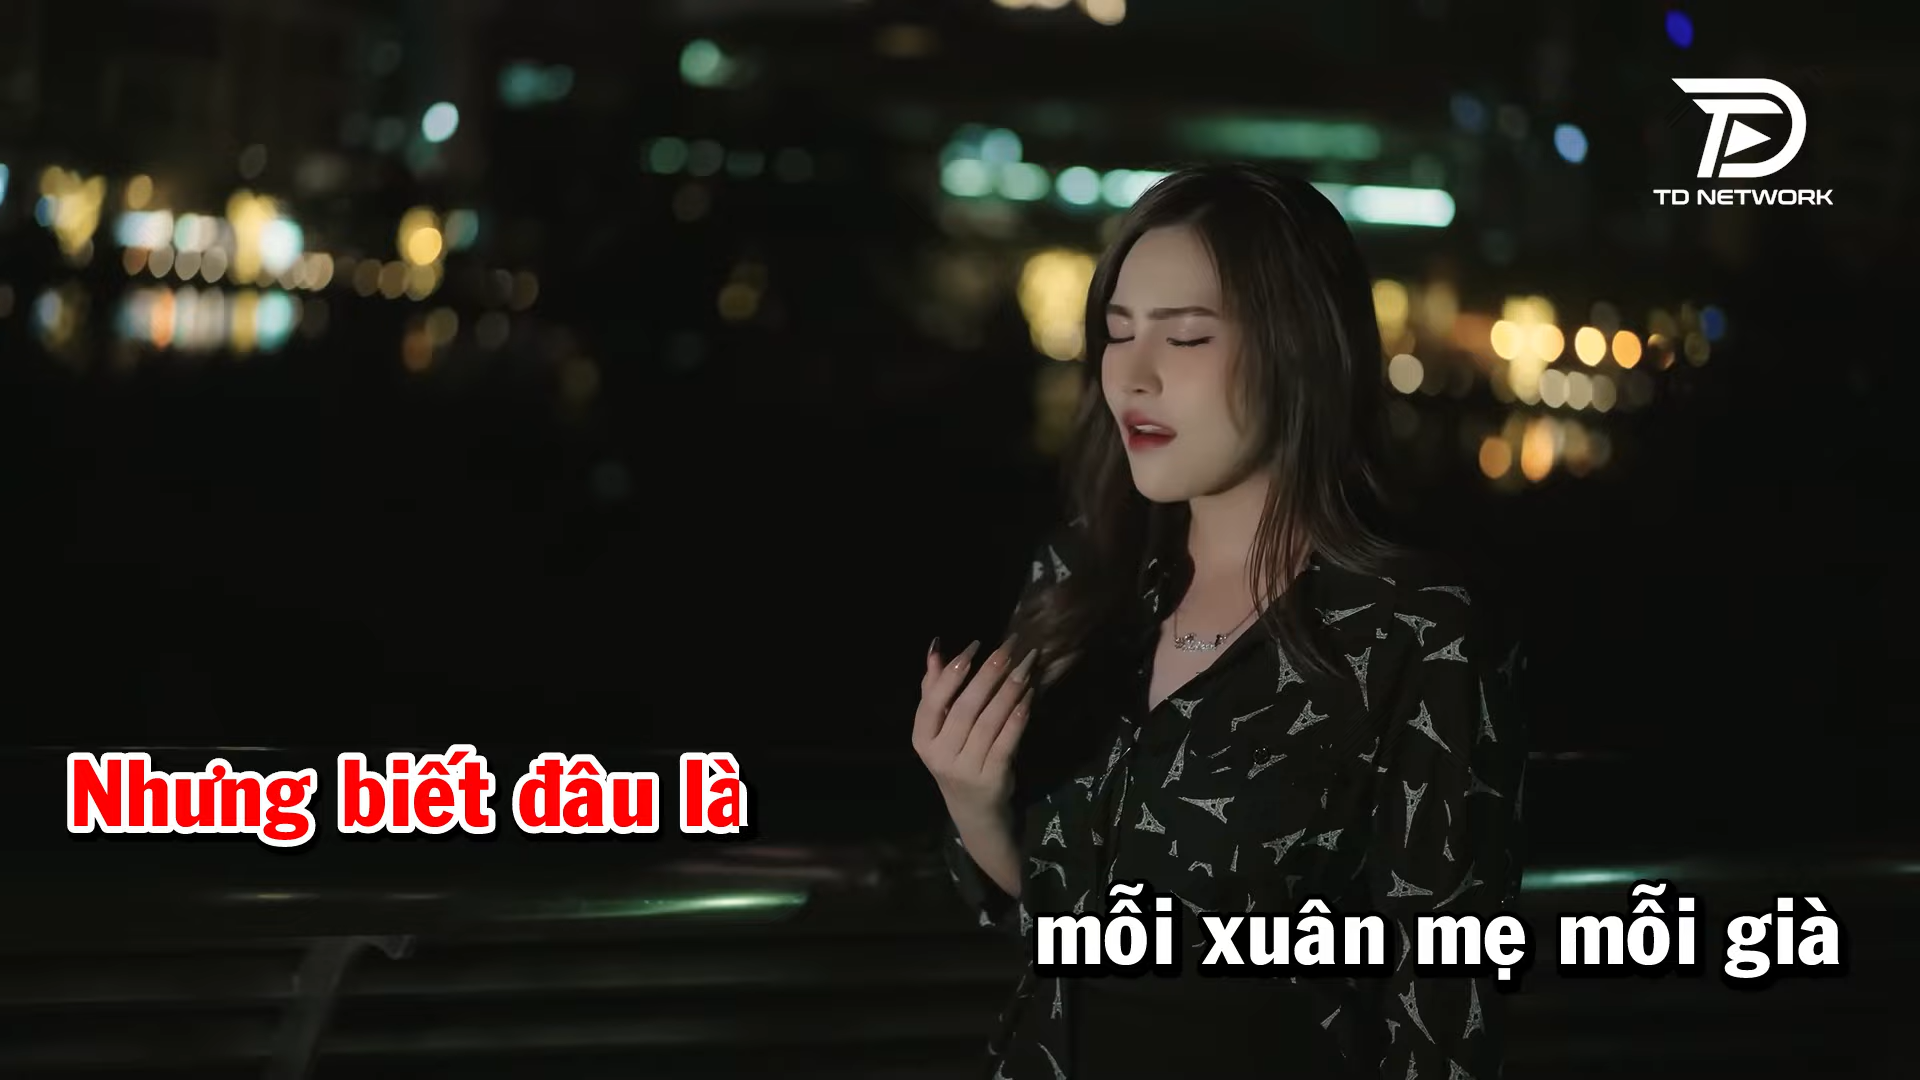 TD NETWORK
Nhưng biết đâu là
mỗi xuân mẹ mỗi già